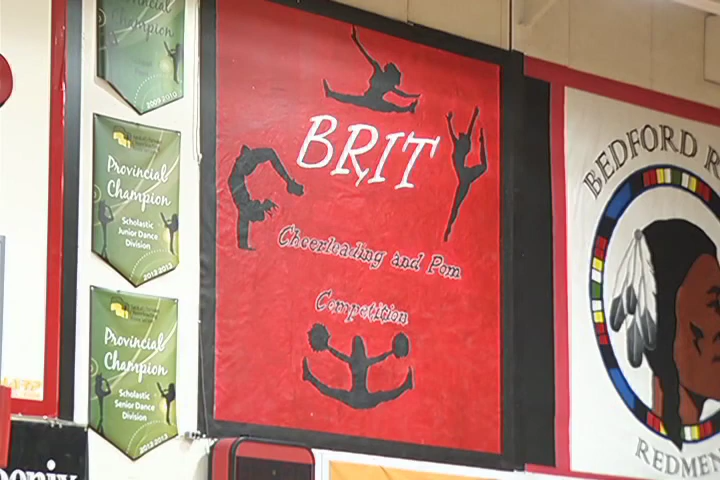 Provincial
Champion
2009-2010
Provincial
Champion
Scholastic
Junior Dance
Division
2012-2013
Provincial
Champion
Scholastic
Senior Dance
Division
2012-2013
BRIT
Cheerleading and Pom
Competition
BEDFORD R
REDMEN
oonix